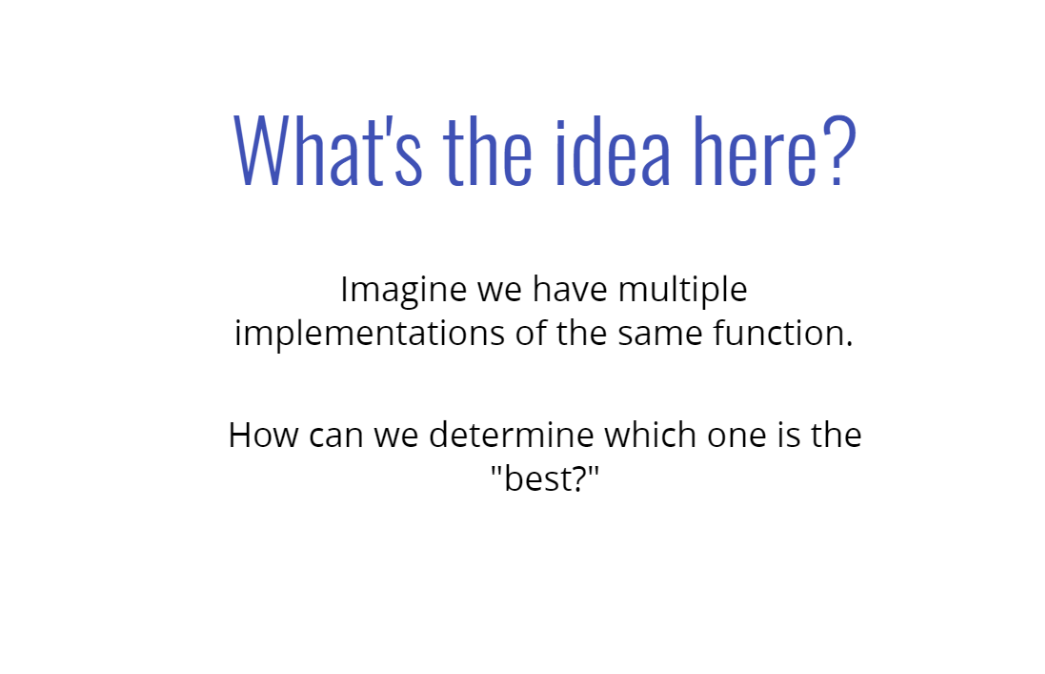 What's the idea here?
Imagine we have multiple
implementations of the same function.
How can we determine which one is the
"best?"